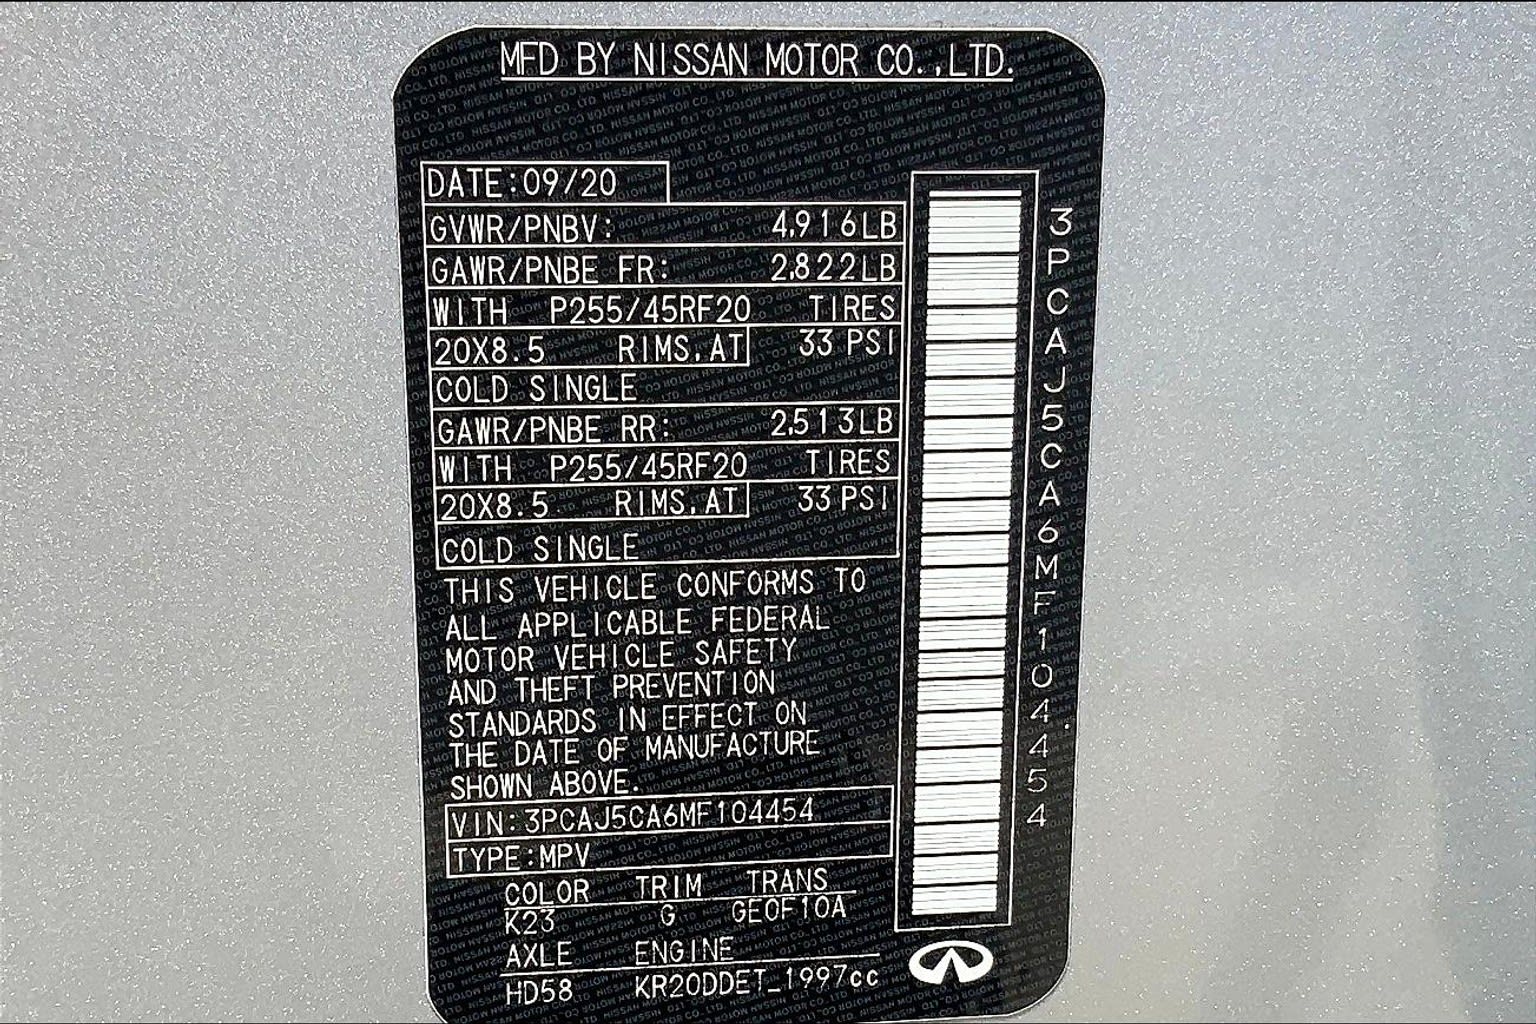 MFD BY NISSAN MOTOR CO.,LTD.
DATE:09/20
GVWR/PNBV: 4,916LB
GAWR/PNBE FR: 2,822LB
WITH P255/45RF20 TIRES
20X8.5 RIMS,AT 33 PSI
COLD SINGLE
GAWR/PNBE RR: 2,513LB
WITH P255/45RF20 TIRES
20X8.5 RIMS,AT 33 PSI
COLD SINGLE
THIS VEHICLE CONFORMS TO
ALL APPLICABLE FEDERAL
MOTOR VEHICLE SAFETY
AND THEFT PREVENTION
STANDARDS IN EFFECT ON
THE DATE OF MANUFACTURE
SHOWN ABOVE.
VIN:3PCAJ5CA6MF104454
TYPE:MPV
COLOR TRIM TRANS
K23 G GE0F10A
AXLE ENGINE
HD58 KR20DDET_1997cc
3PCAJ5CA6MF104454